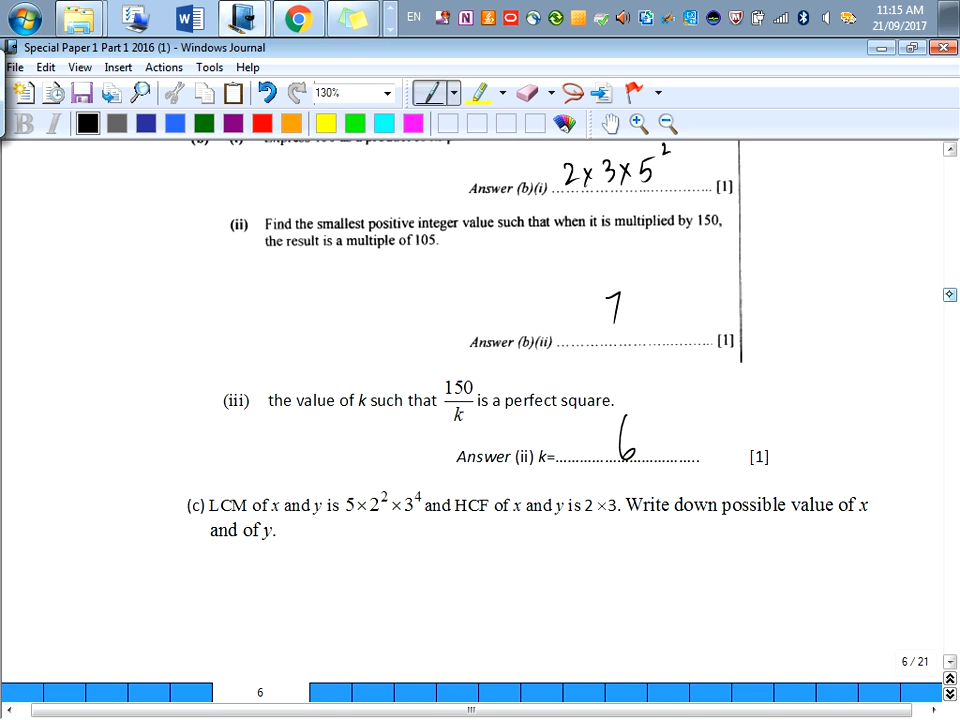 EN
11:15 AM
21/09/2017
Special Paper 1 Part 1 2016 (1) - Windows Journal
File Edit View Insert Actions Tools Help
130%
B I
2 × 3 × 5²
Answer (b)(i) ........................................ [1]
(ii) Find the smallest positive integer value such that when it is multiplied by 150,
the result is a multiple of 105.
7
Answer (b)(ii) ........................................ [1]
(iii) the value of k such that 150/k is a perfect square.
6
Answer (ii) k=................................... [1]
(c) LCM of x and y is 5×2²×3⁴ and HCF of x and y is 2 ×3. Write down possible value of x
and of y.
6 / 21
6